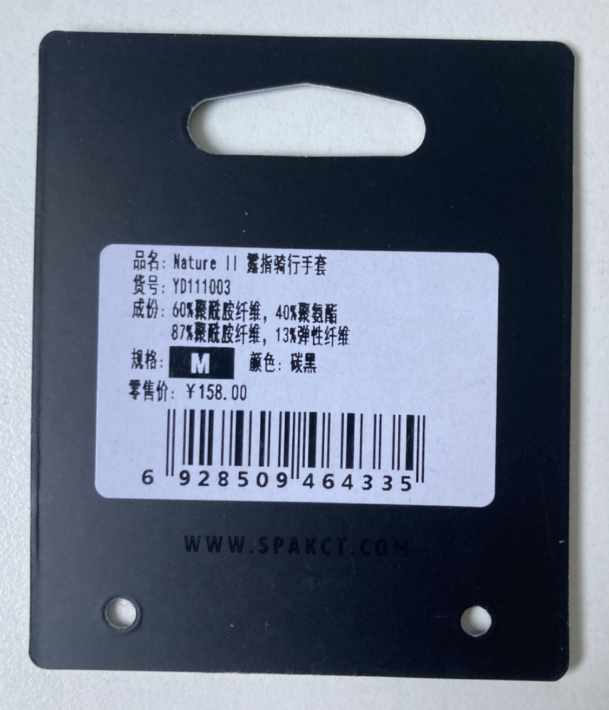 品名: Nature II 露指骑行手套
货号: YD111003
成份: 60%聚酰胺纤维, 40%聚氨酯
87%聚酰胺纤维, 13%弹性纤维
规格: M 颜色: 碳黑
零售价: ¥158.00
6 928509 464335
WWW.SPAKCT.COM